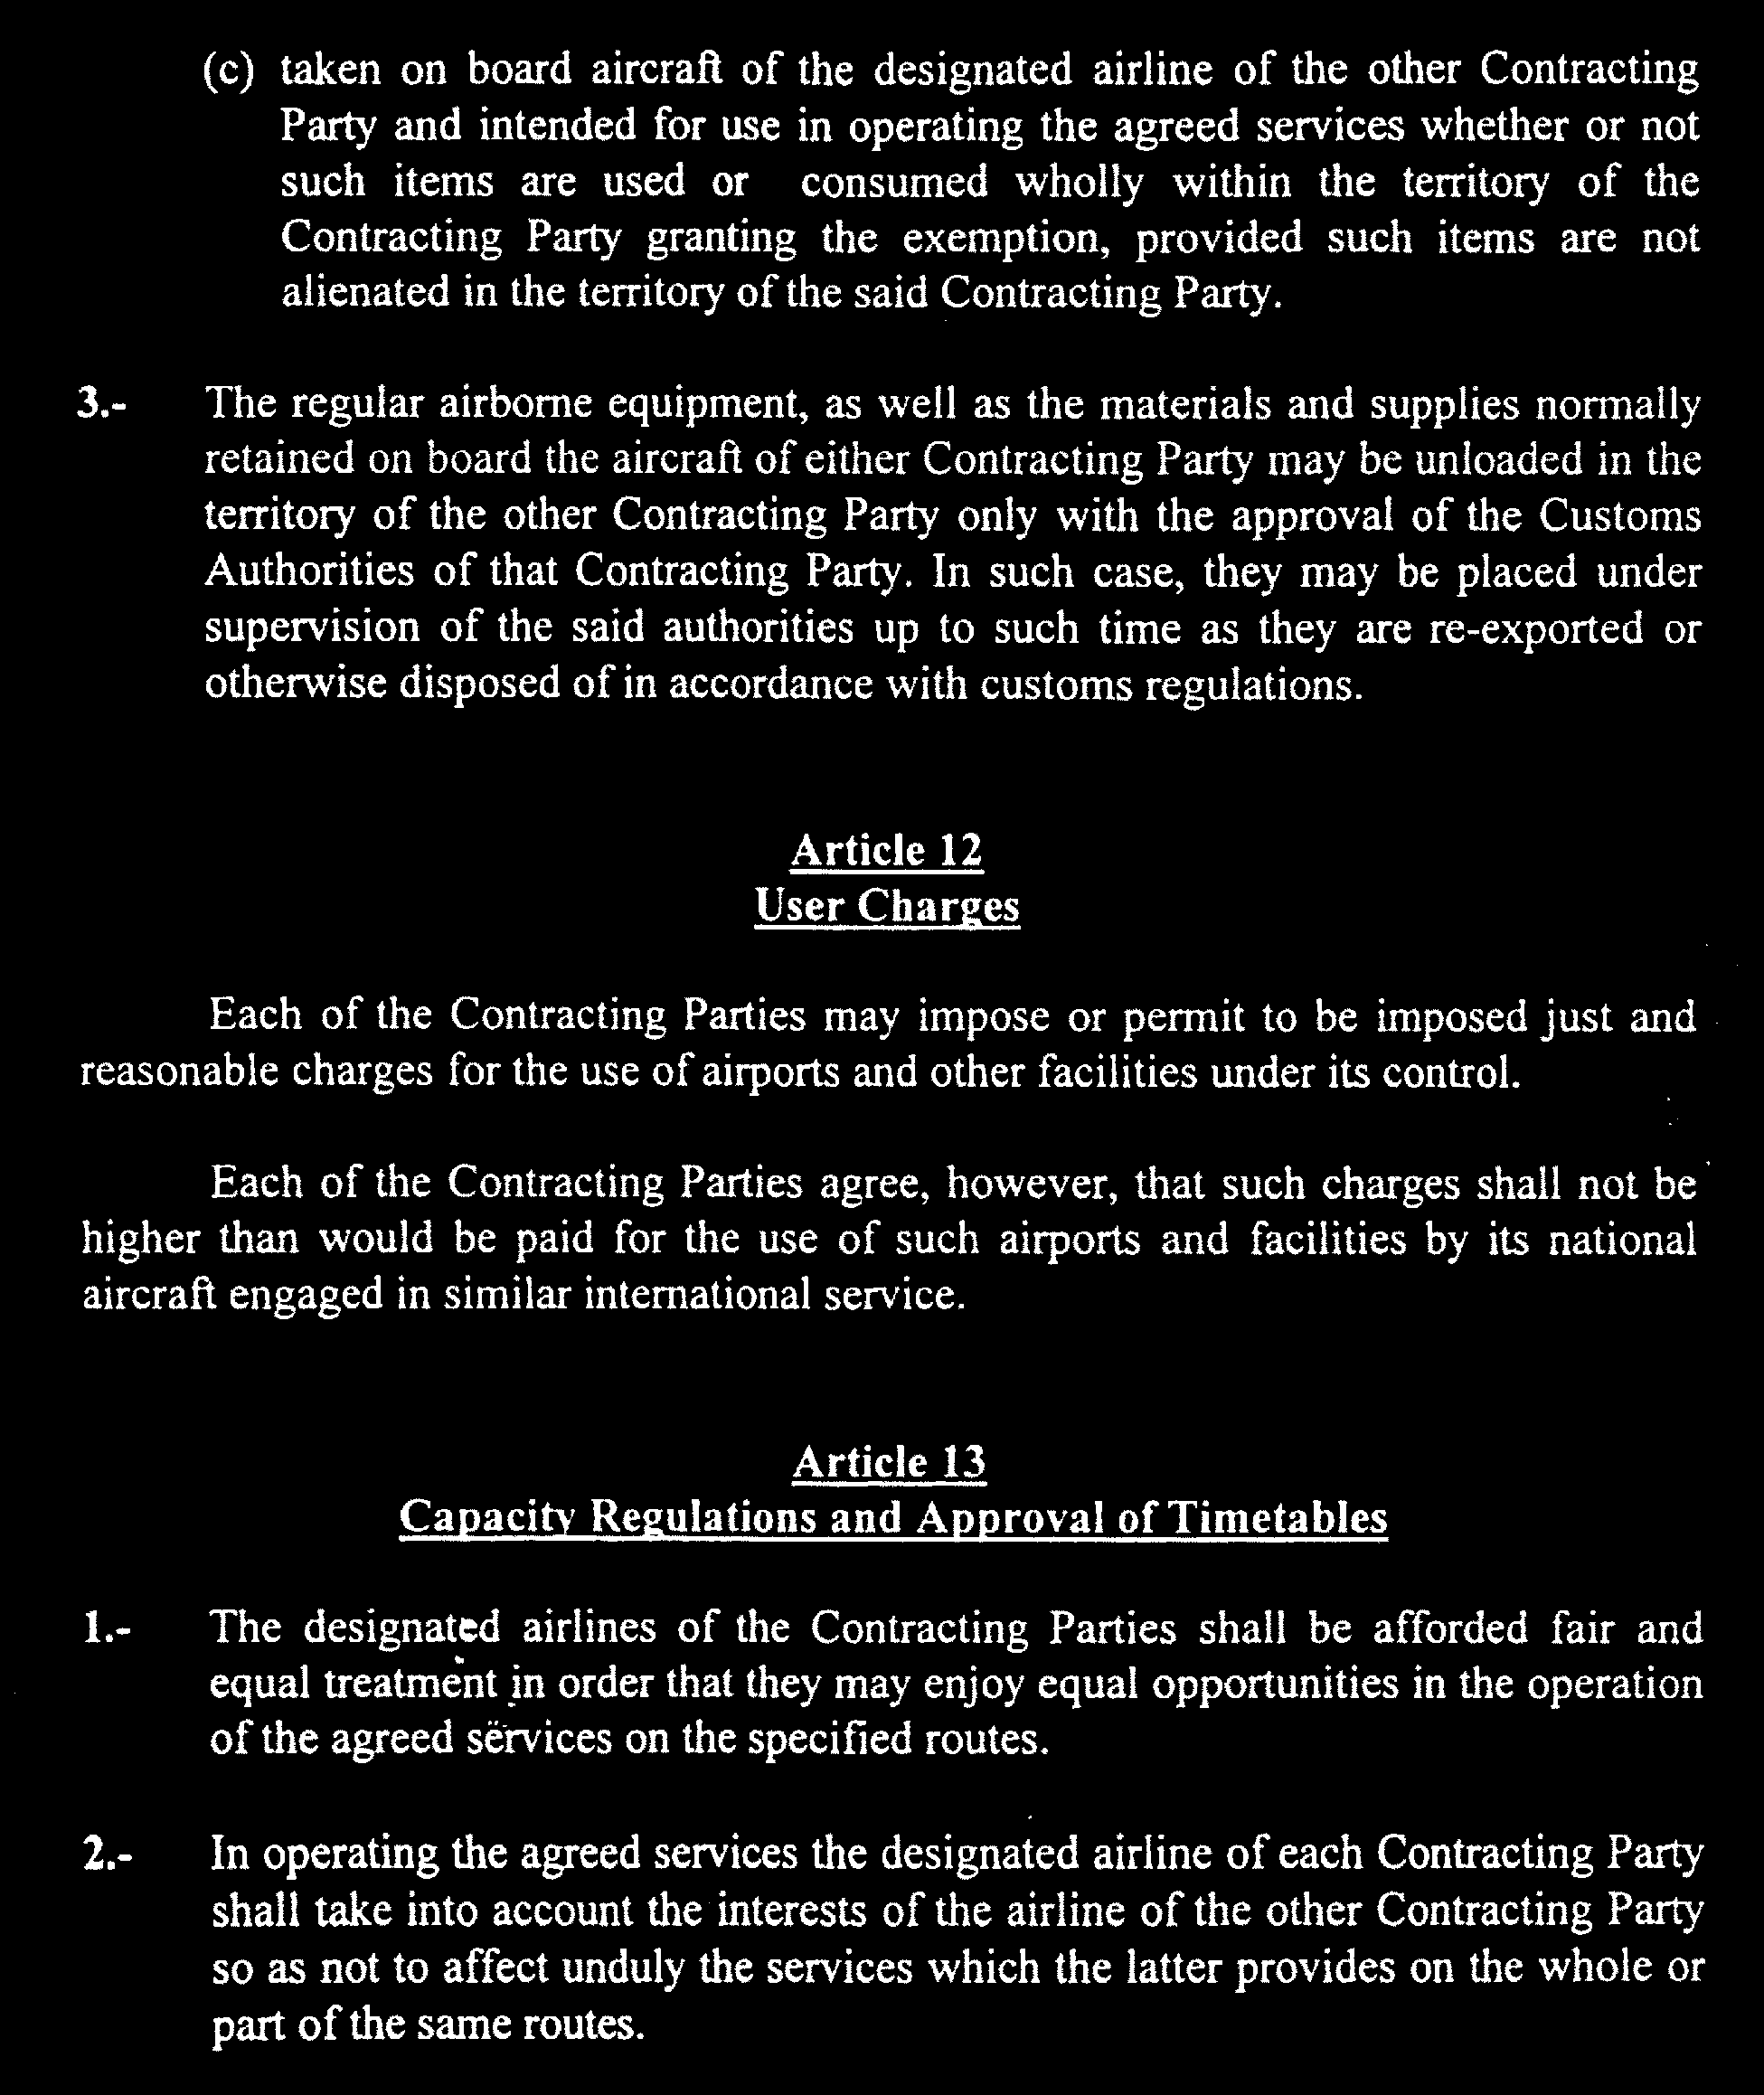 (c) taken on board aircraft of the designated airline of the other Contracting
Party and intended for use in operating the agreed services whether or not
such items are used or consumed wholly within the territory of the
Contracting Party granting the exemption, provided such items are not
alienated in the territory of the said Contracting Party.
3.- The regular airborne equipment, as well as the materials and supplies normally
retained on board the aircraft of either Contracting Party may be unloaded in the
territory of the other Contracting Party only with the approval of the Customs
Authorities of that Contracting Party. In such case, they may be placed under
supervision of the said authorities up to such time as they are re-exported or
otherwise disposed of in accordance with customs regulations.
Article 12
User Charges
Each of the Contracting Parties may impose or permit to be imposed just and
reasonable charges for the use of airports and other facilities under its control.
Each of the Contracting Parties agree, however, that such charges shall not be
higher than would be paid for the use of such airports and facilities by its national
aircraft engaged in similar international service.
Article 13
Capacity Regulations and Approval of Timetables
1.- The designated airlines of the Contracting Parties shall be afforded fair and
equal treatment in order that they may enjoy equal opportunities in the operation
of the agreed services on the specified routes.
2.- In operating the agreed services the designated airline of each Contracting Party
shall take into account the interests of the airline of the other Contracting Party
so as not to affect unduly the services which the latter provides on the whole or
part of the same routes.